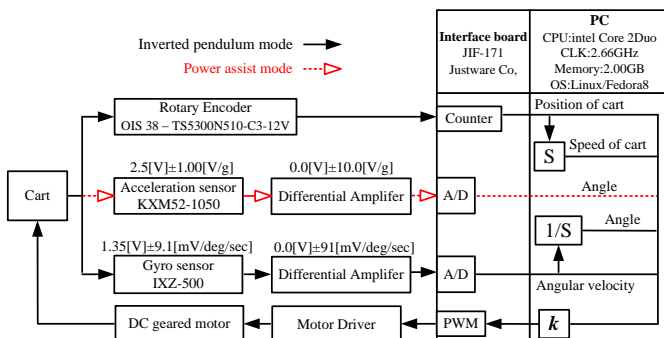 Inverted pendulum mode
Power assist mode
Interface board
JIF-171
Justware Co,
PC
CPU:intel Core 2Duo
CLK:2.66GHz
Memory:2.00GB
OS:Linux/Fedora8
Rotary Encoder
OIS 38 – TS5300N510-C3-12V
Counter
Position of cart
S
Speed of cart
2.5[V]±1.00[V/g]
0.0[V]±10.0[V/g]
Cart
Acceleration sensor
KXM52-1050
Differential Amplifer
A/D
Angle
1/S
Angle
1.35[V]±9.1[mV/deg/sec]
0.0[V]±91[mV/deg/sec]
Gyro sensor
IXZ-500
Differential Amplifer
A/D
Angular velocity
DC geared motor
Motor Driver
PWM
k